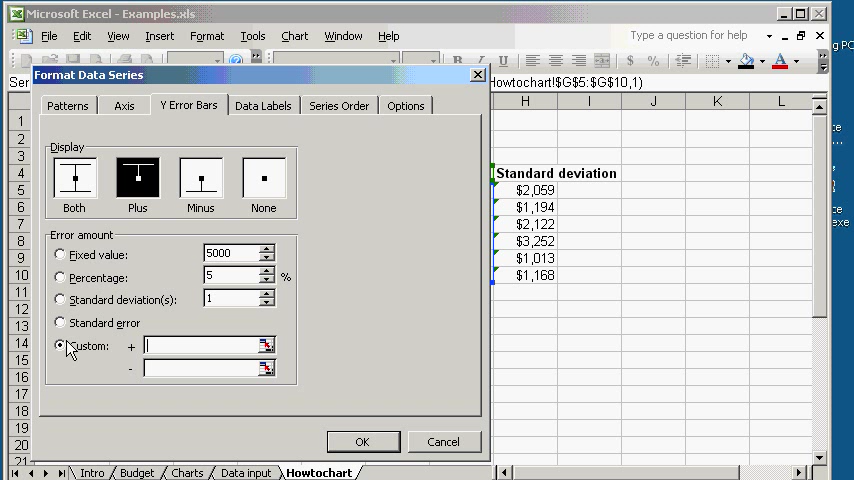 Microsoft Excel - Examples.xls
File Edit View Insert Format Tools Chart Window Help Type a question for help
Format Data Series
Howtochart!$G$5:$G$10,1)
Patterns Axis Y Error Bars Data Labels Series Order Options
H I J K L
1
2
3
4 Standard deviation
5 $2,059
6 $1,194
7 $2,122
8 $3,252
9 $1,013
10 $1,168
11
12
13
14
15
16
17
18
19
20
21
Display
Both Plus Minus None
Error amount
Fixed value: 5000
Percentage: 5 %
Standard deviation(s): 1
Standard error
Custom: +
-
OK Cancel
Intro Budget Charts Data input Howtochart
g PC
exe